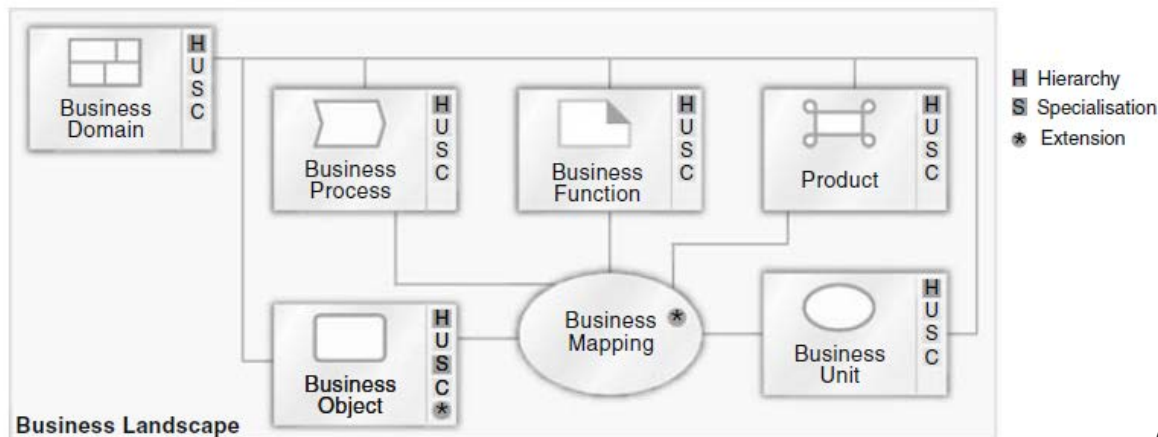 Business
Domain
H
U
S
C
Business
Process
H
U
S
C
Business
Function
H
U
S
C
Product
H
U
S
C
Business
Object
H
U
S
C
*
Business
Mapping
*
Business
Unit
H
U
S
C
Business Landscape
H Hierarchy
S Specialisation
* Extension